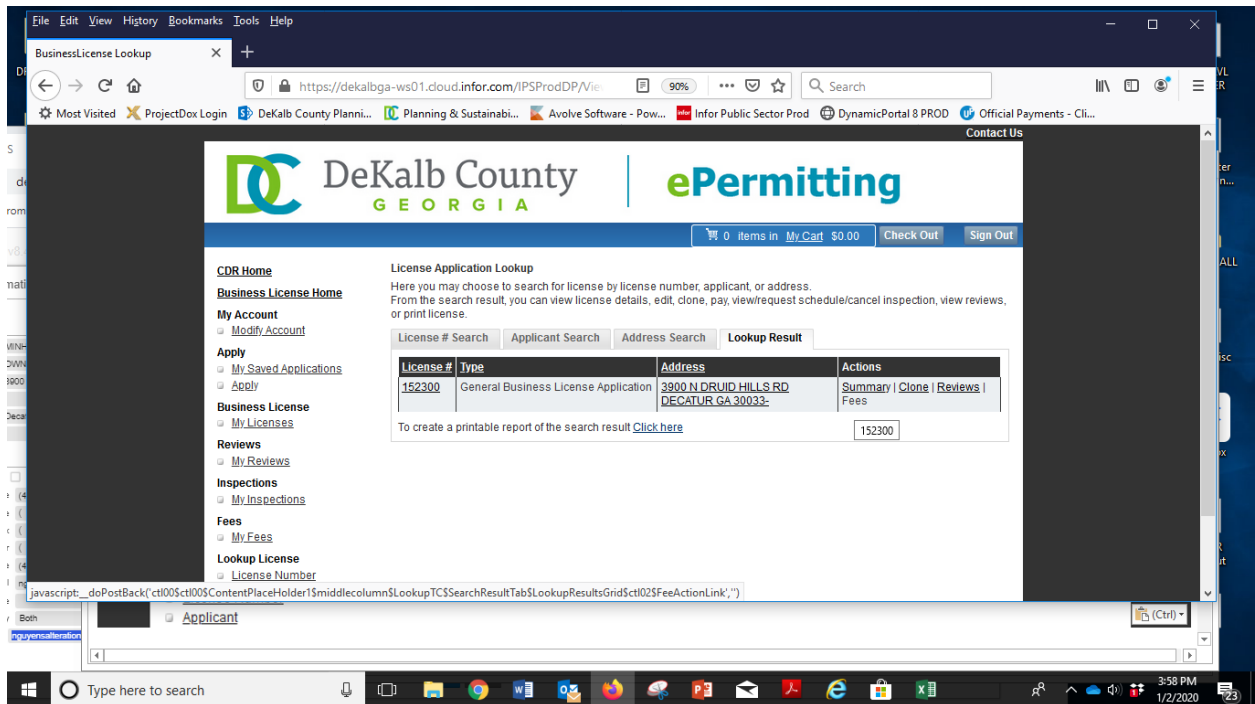 File Edit View History Bookmarks Tools Help
BusinessLicense Lookup
https://dekalbga-ws01.cloud.infor.com/IPSProdDP/Vie
90%
Search
Most Visited ProjectDox Login DeKalb County Planni... Planning & Sustainabi... Avolve Software - Pow... Infor Public Sector Prod DynamicPortal 8 PROD Official Payments - Cli...
Contact Us
DeKalb County
GEORGIA
ePermitting
0 items in My Cart $0.00 Check Out Sign Out
CDR Home
Business License Home
My Account
Modify Account
Apply
My Saved Applications
Apply
Business License
My Licenses
Reviews
My Reviews
Inspections
My Inspections
Fees
My Fees
Lookup License
License Number
License Application Lookup
Here you may choose to search for license by license number, applicant, or address.
From the search result, you can view license details, edit, clone, pay, view/request schedule/cancel inspection, view reviews,
or print license.
License # Search Applicant Search Address Search Lookup Result
License # Type Address Actions
152300 General Business License Application 3900 N DRUID HILLS RD Summary | Clone | Reviews |
DECATUR GA 30033- Fees
To create a printable report of the search result Click here
152300
javascript:__doPostBack('ctl00$ctl00$ContentPlaceHolder1$middlecolumn$LookupTC$SearchResultTab$LookupResultsGrid$ctl02$FeeActionLink','')
Both
Applicant
(Ctrl)
nguyensalteration
Type here to search
3:58 PM
1/2/2020
23